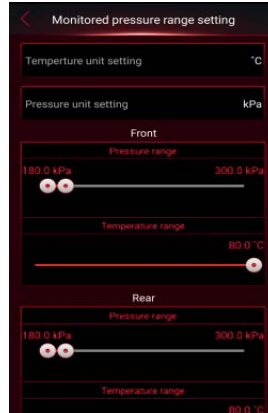 Monitored pressure range setting
Temperture unit setting °C
Pressure unit setting kPa
Front
Pressure range
180.0 kPa 300.0 kPa
Temperature range
80.0 °C
Rear
Pressure range
180.0 kPa 300.0 kPa
Temperature range
80.0 °C